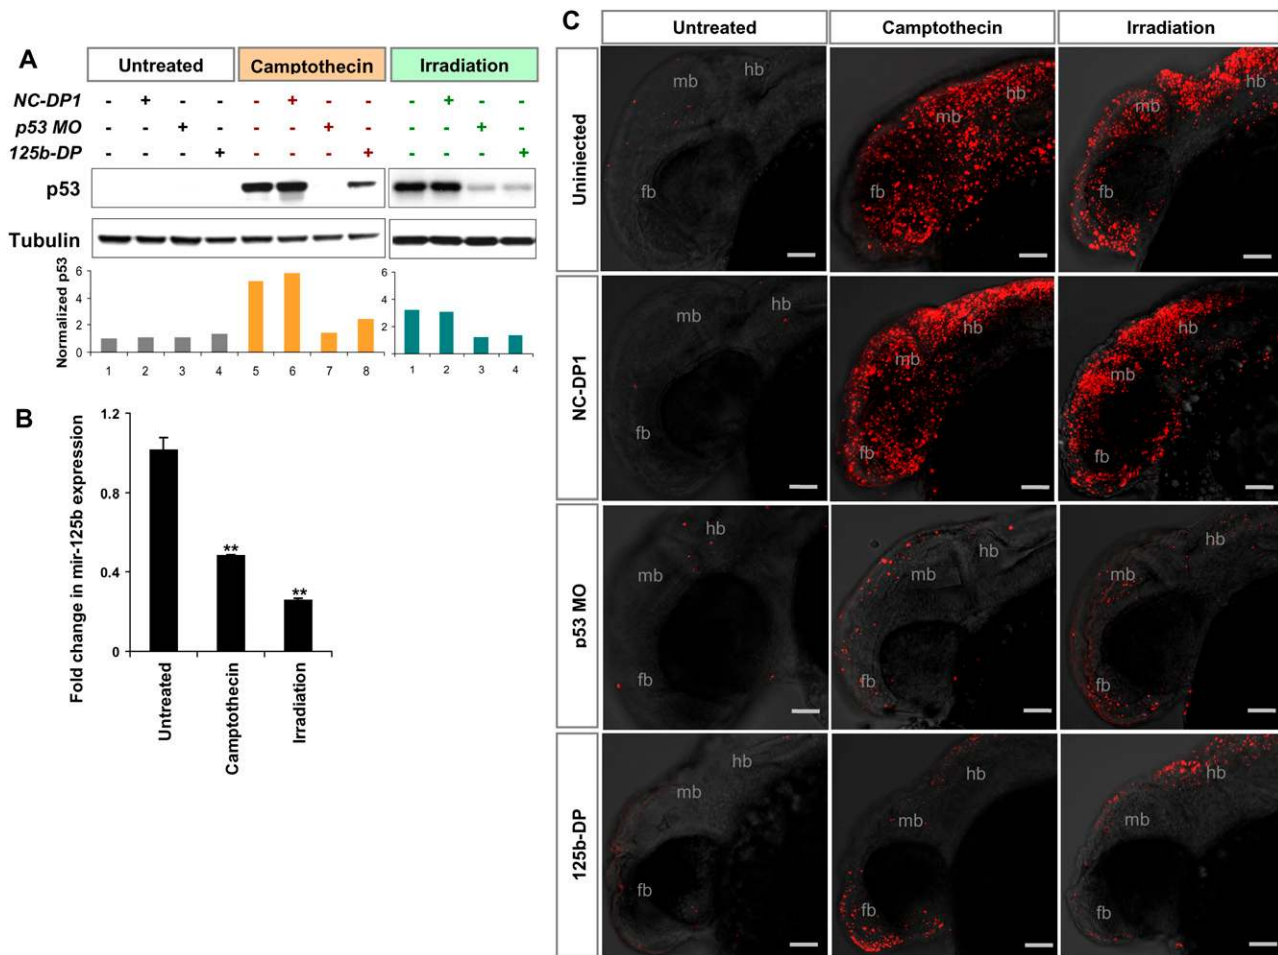 A
Untreated Camptothecin Irradiation
NC-DP1 - + - - - + - - - + - -
p53 MO - - + - - - + - - - + -
125b-DP - - - + - - - + - - - +
p53
Tubulin
Normalized p53
6 4 2 0
6 4 2 0
1 2 3 4 5 6 7 8 1 2 3 4
B
Fold change in mir-125b expression
1.2
0.8
0.4
0
** **
Untreated
Camptothecin
Irradiation
C
Untreated Camptothecin Irradiation
Uniniected
mb hb fb
mb hb fb
mb hb fb
NC-DP1
mb hb fb
hb mb fb
hb mb fb
p53 MO
hb mb fb
hb mb fb
hb mb fb
125b-DP
hb mb fb
hb mb fb
hb mb fb